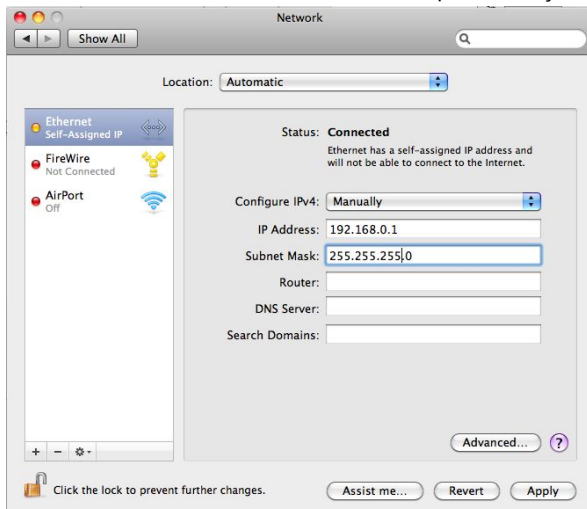 Network
Show All
Location: Automatic
Ethernet
Self-Assigned IP
FireWire
Not Connected
AirPort
Off
Status: Connected
Ethernet has a self-assigned IP address and
will not be able to connect to the Internet.
Configure IPv4: Manually
IP Address: 192.168.0.1
Subnet Mask: 255.255.255.0
Router:
DNS Server:
Search Domains:
Advanced... ?
+ −
Click the lock to prevent further changes.
Assist me... Revert Apply